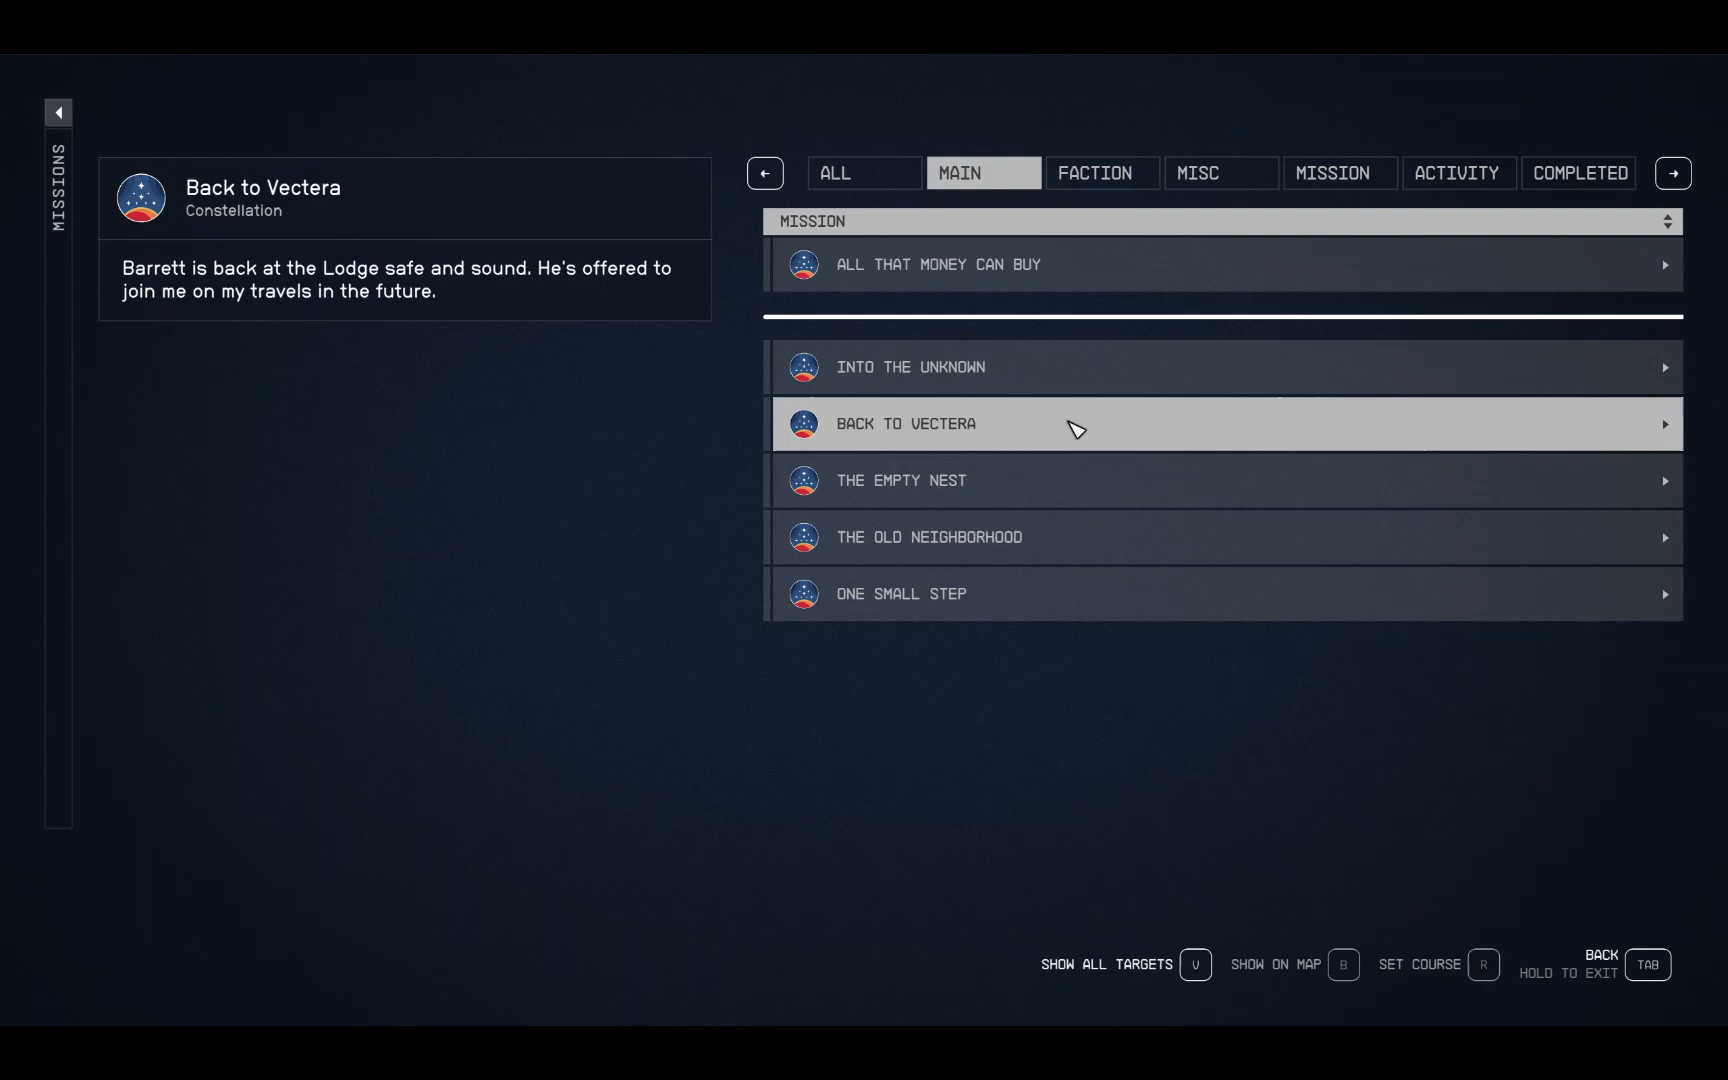 MISSIONS
Back to Vectera
Constellation
Barrett is back at the Lodge safe and sound. He's offered to
join me on my travels in the future.
ALL MAIN FACTION MISC MISSION ACTIVITY COMPLETED
MISSION
ALL THAT MONEY CAN BUY
INTO THE UNKNOWN
BACK TO VECTERA
THE EMPTY NEST
THE OLD NEIGHBORHOOD
ONE SMALL STEP
SHOW ALL TARGETS V SHOW ON MAP B SET COURSE R BACK TAB
HOLD TO EXIT